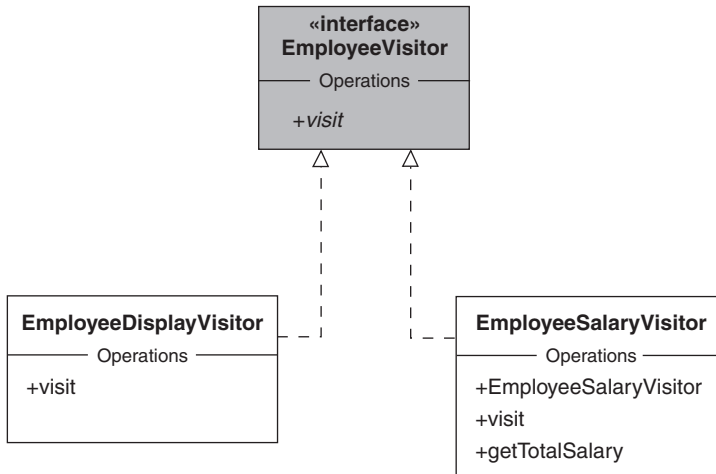 «interface»
EmployeeVisitor
Operations
+visit
EmployeeDisplayVisitor
Operations
+visit
EmployeeSalaryVisitor
Operations
+EmployeeSalaryVisitor
+visit
+getTotalSalary